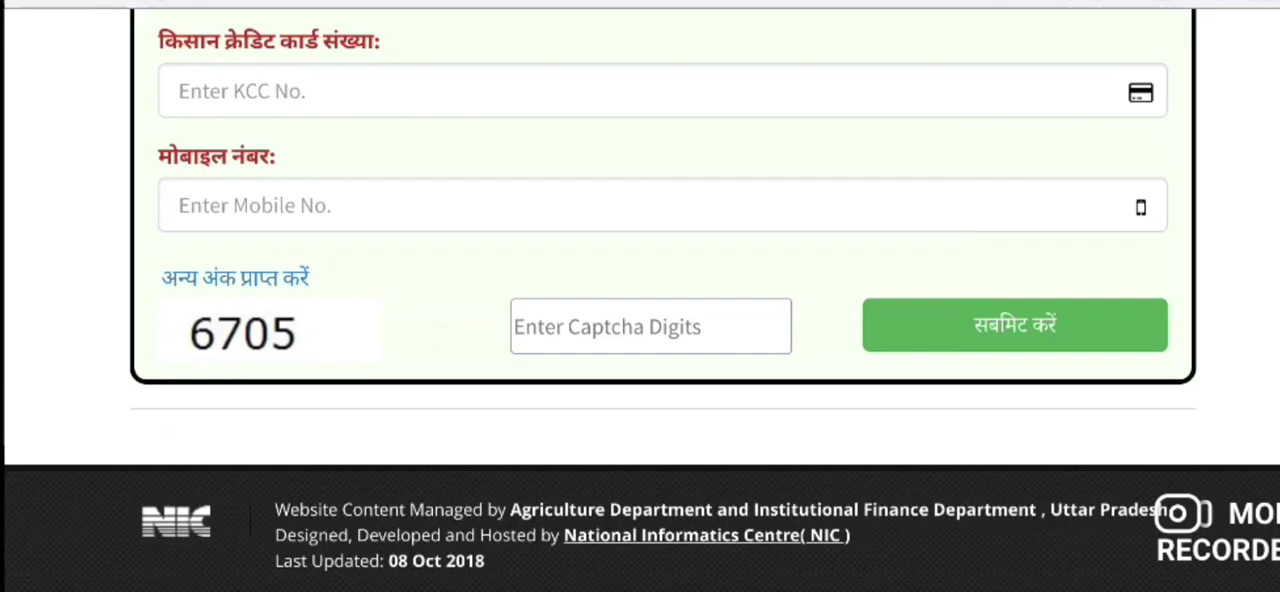 किसान क्रेडिट कार्ड संख्या:
Enter KCC No.
मोबाइल नंबर:
Enter Mobile No.
अन्य अंक प्राप्त करें
6705
Enter Captcha Digits
सबमिट करें
NIC
Website Content Managed by Agriculture Department and Institutional Finance Department , Uttar Pradesh
Designed, Developed and Hosted by National Informatics Centre( NIC )
Last Updated: 08 Oct 2018